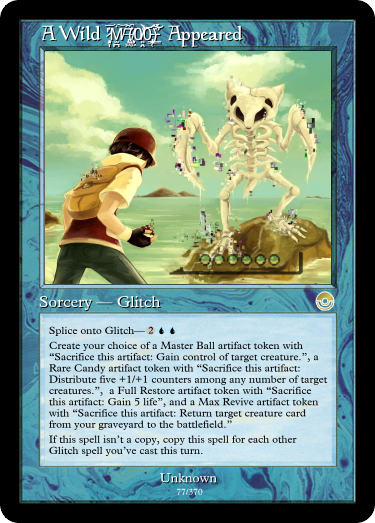 A Wild M̶'̶(̶0̶0̶)̶ Appeared
Sorcery — Glitch
Splice onto Glitch— 2
Create your choice of a Master Ball artifact token with
“Sacrifice this artifact: Gain control of target creature.”, a
Rare Candy artifact token with “Sacrifice this artifact:
Distribute five +1/+1 counters among any number of target
creatures.”, a Full Restore artifact token with “Sacrifice
this artifact: Gain 5 life”, and a Max Revive artifact token
with “Sacrifice this artifact: Return target creature card
from your graveyard to the battlefield.”
If this spell isn't a copy, copy this spell for each other
Glitch spell you've cast this turn.
Unknown
77/370